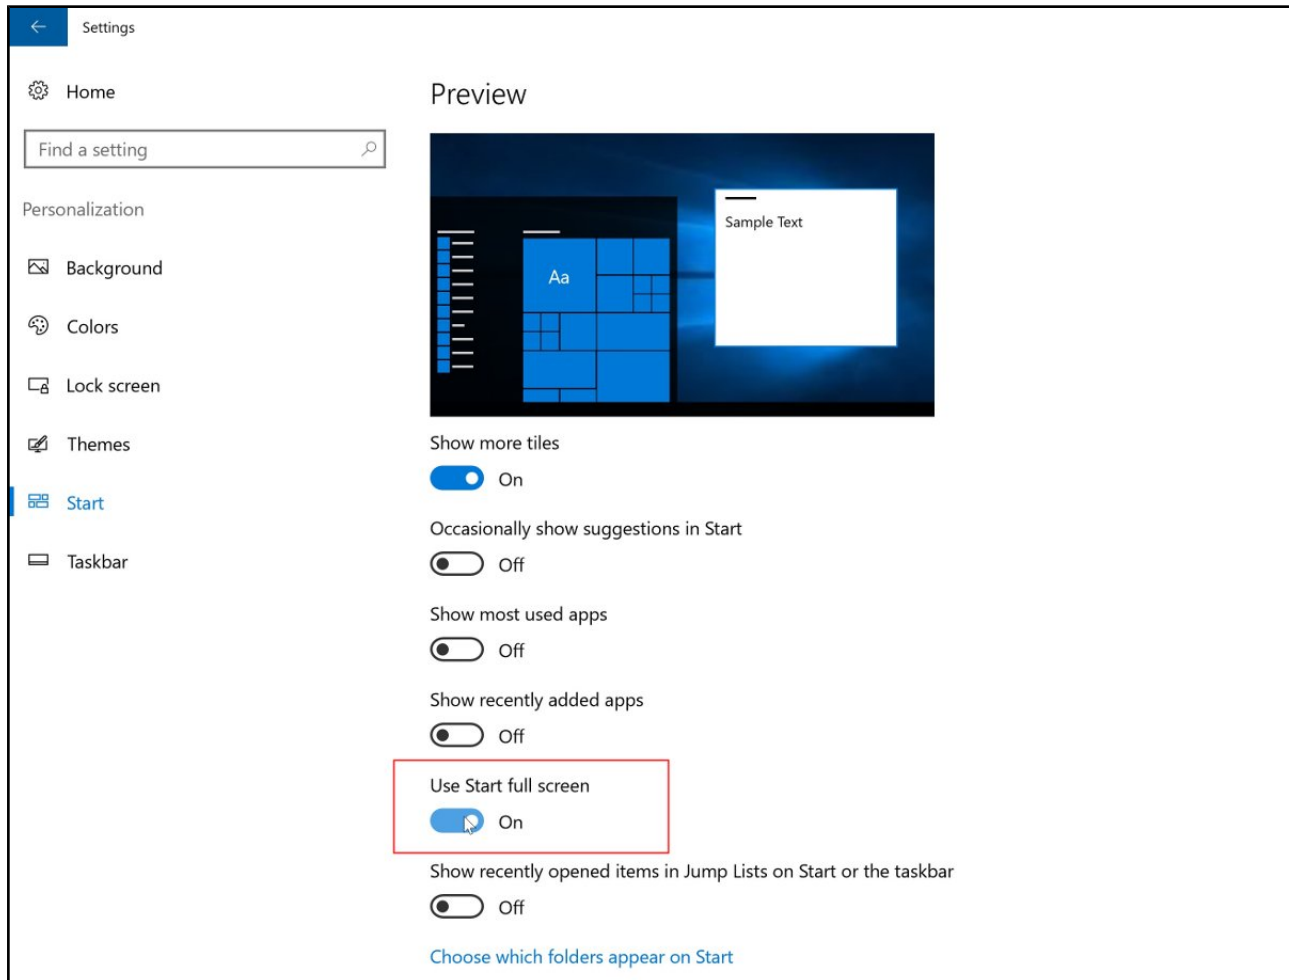 Settings
Home
Find a setting
Personalization
Background
Colors
Lock screen
Themes
Start
Taskbar
Preview
Aa
Sample Text
Show more tiles
On
Occasionally show suggestions in Start
Off
Show most used apps
Off
Show recently added apps
Off
Use Start full screen
On
Show recently opened items in Jump Lists on Start or the taskbar
Off
Choose which folders appear on Start